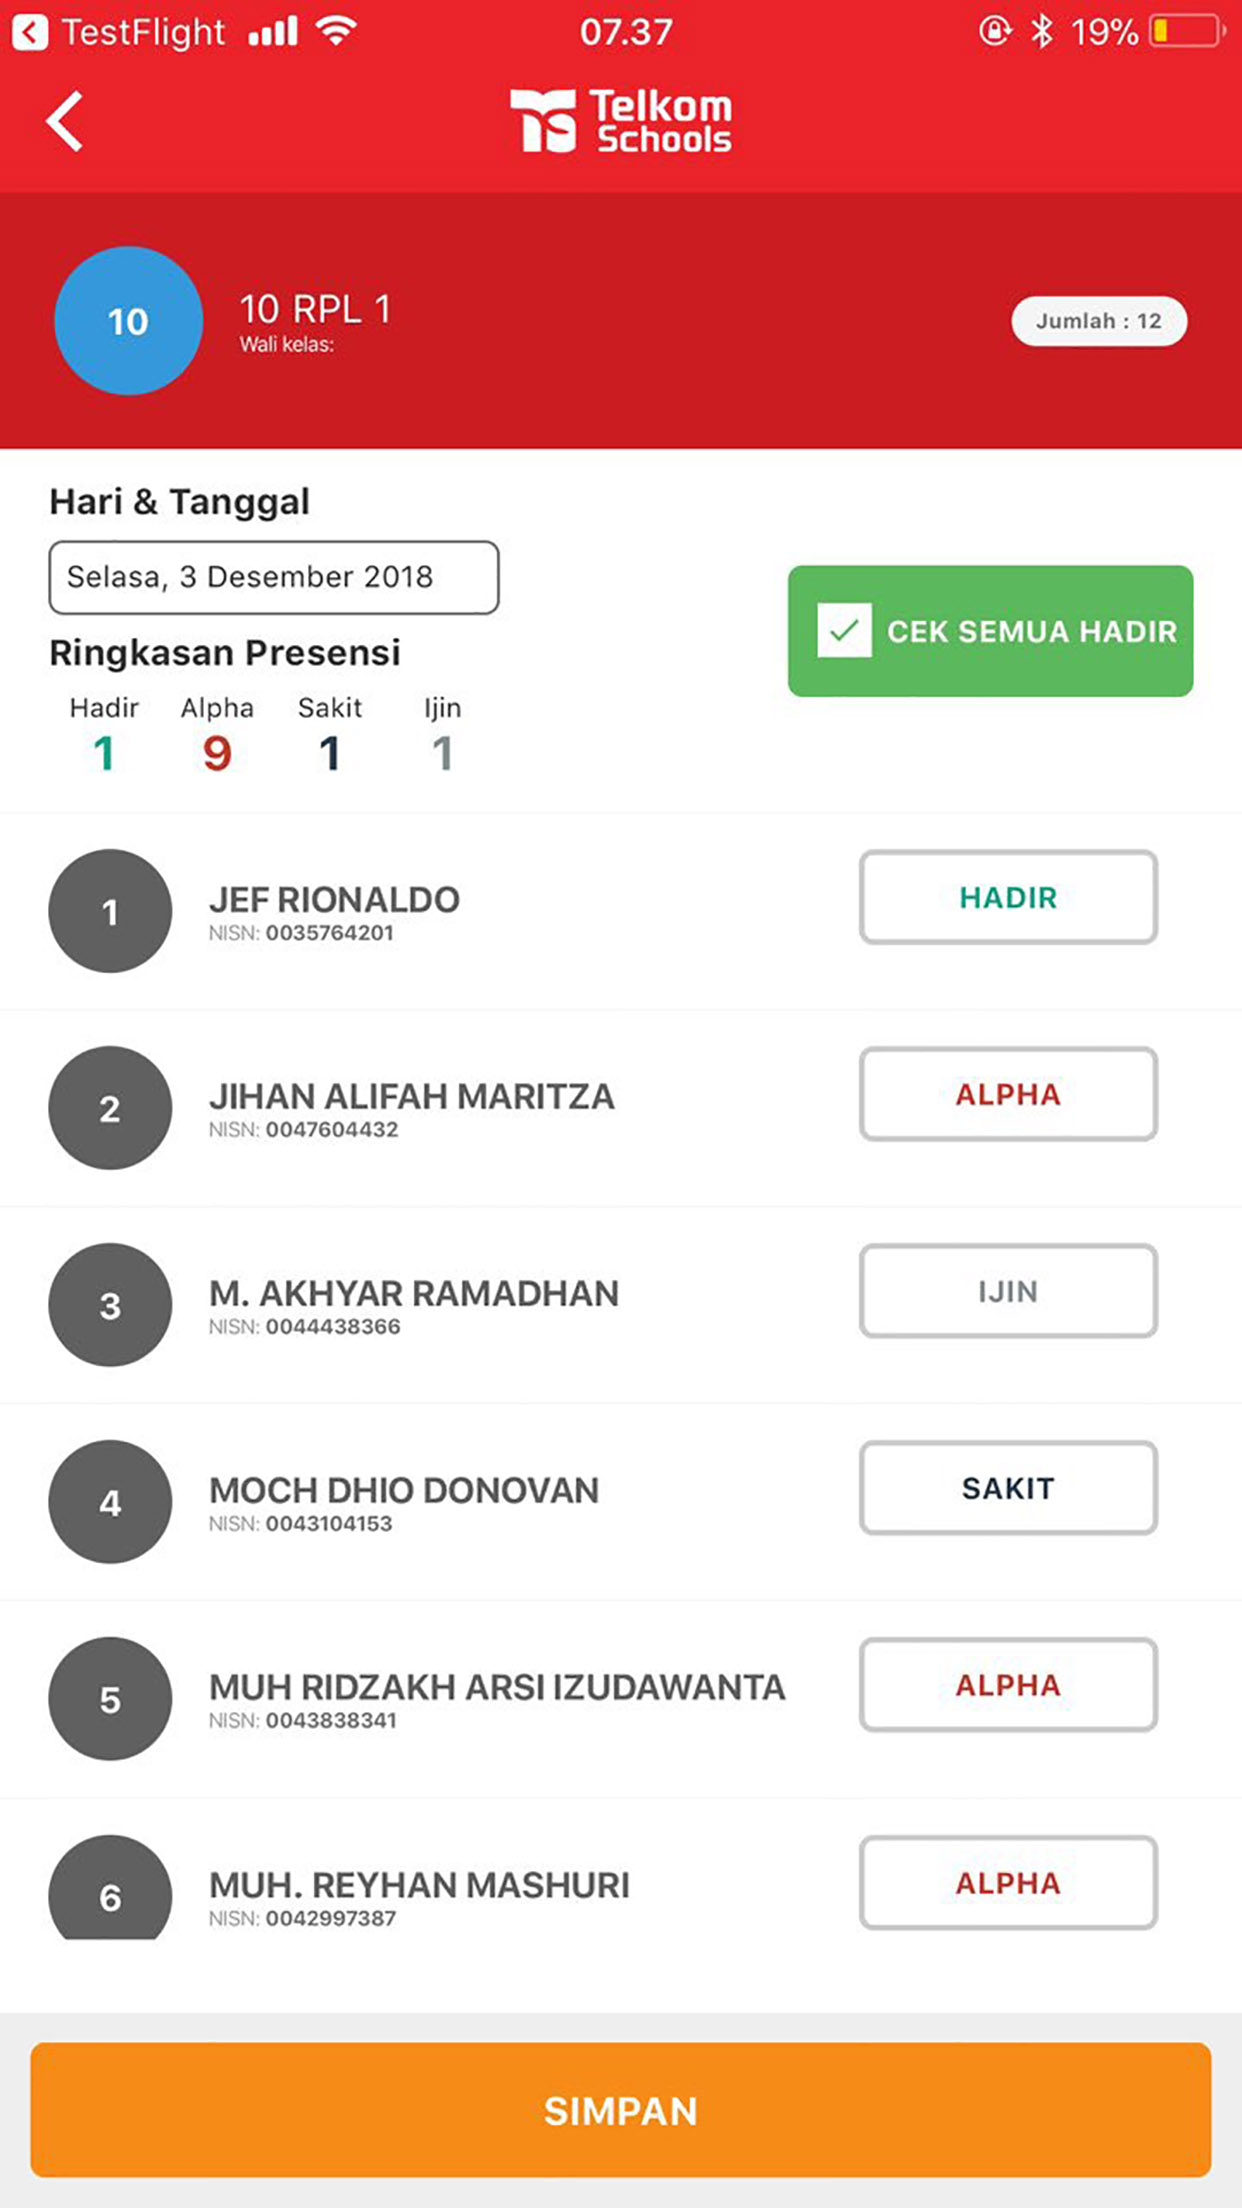 TestFlight 07.37 19%
Telkom
Schools
10
10 RPL 1
Wali kelas:
Jumlah : 12
Hari & Tanggal
Selasa, 3 Desember 2018
CEK SEMUA HADIR
Ringkasan Presensi
Hadir Alpha Sakit Ijin
1 9 1 1
1
JEF RIONALDO
NISN: 0035764201
HADIR
2
JIHAN ALIFAH MARITZA
NISN: 0047604432
ALPHA
3
M. AKHYAR RAMADHAN
NISN: 0044438366
IJIN
4
MOCH DHIO DONOVAN
NISN: 0043104153
SAKIT
5
MUH RIDZAKH ARSI IZUDAWANTA
NISN: 0043838341
ALPHA
6
MUH. REYHAN MASHURI
NISN: 0042997387
ALPHA
SIMPAN